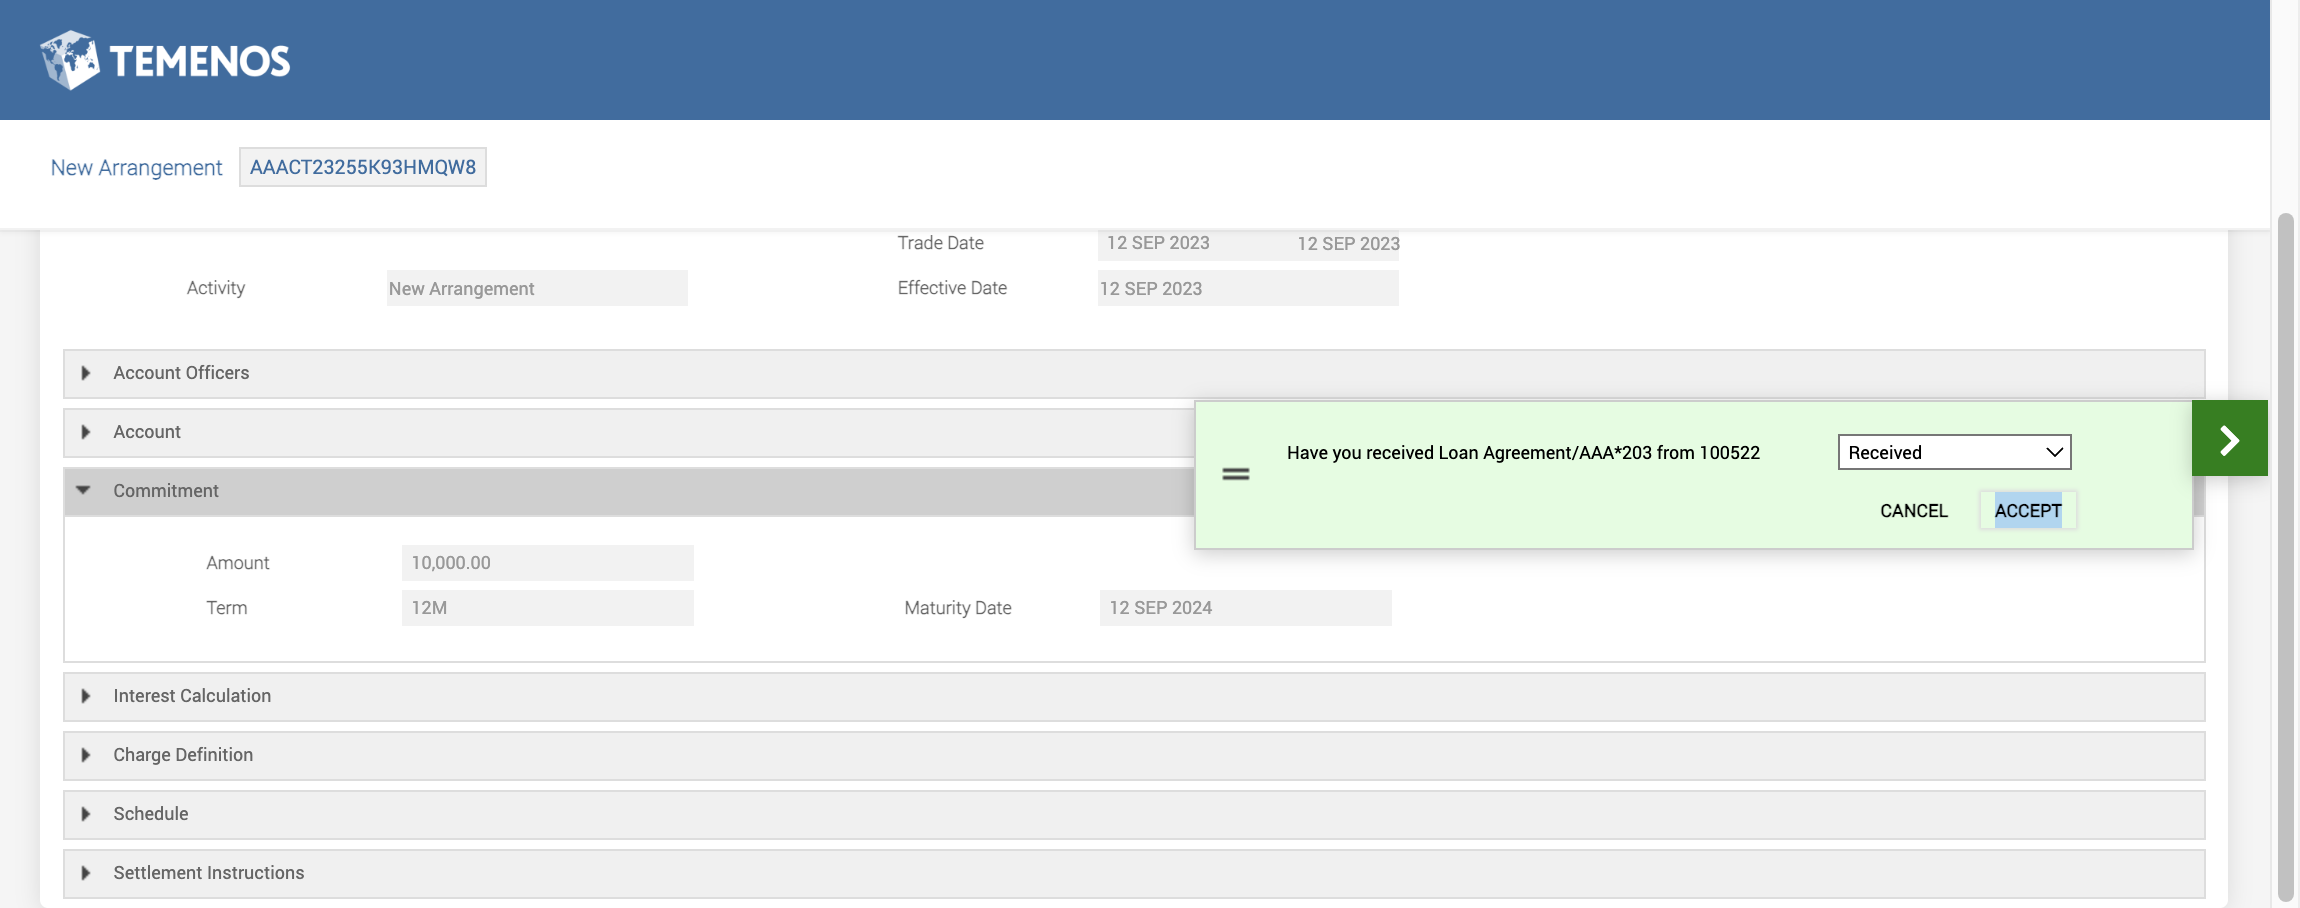 TEMENOS
New Arrangement AAACT23255K93HMQW8
Trade Date 12 SEP 2023 12 SEP 2023
Activity New Arrangement Effective Date 12 SEP 2023
Account Officers
Account
Have you received Loan Agreement/AAA*203 from 100522 Received
Commitment
CANCEL ACCEPT
Amount 10,000.00
Term 12M Maturity Date 12 SEP 2024
Interest Calculation
Charge Definition
Schedule
Settlement Instructions